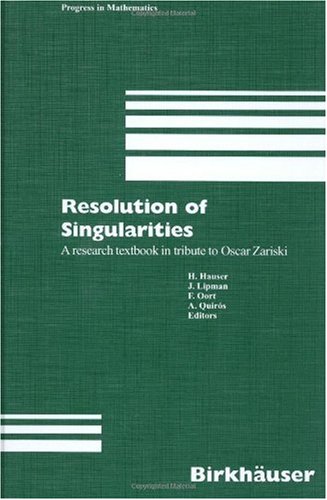 Progress in Mathematics
Resolution of
Singularities
A research textbook in tribute to Oscar Zariski
H. Hauser
J. Lipman
F. Oort
A. Quirós
Editors
Birkhäuser